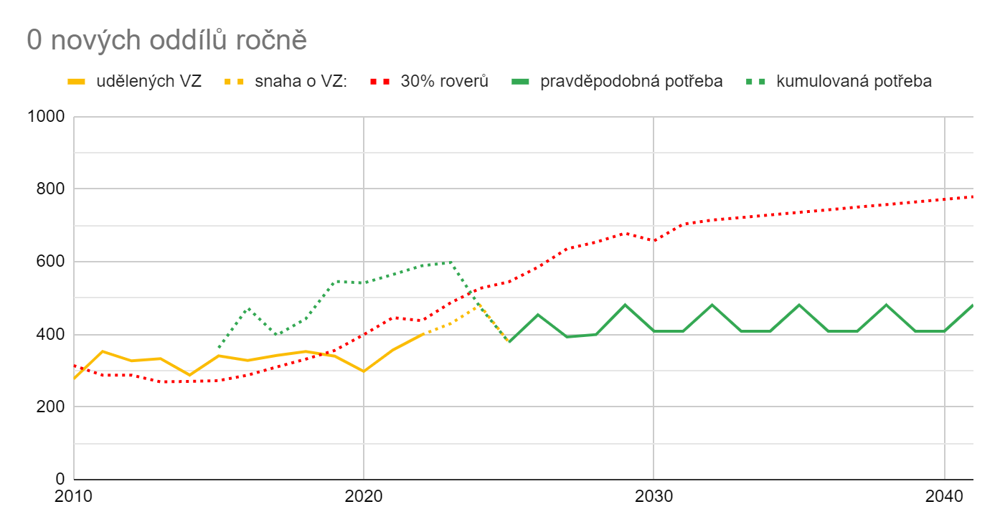 0 nových oddílů ročně
udělených VZ snaha o VZ: 30% roverů pravděpodobná potřeba kumulovaná potřeba
1000
800
600
400
200
0
2010 2020 2030 2040